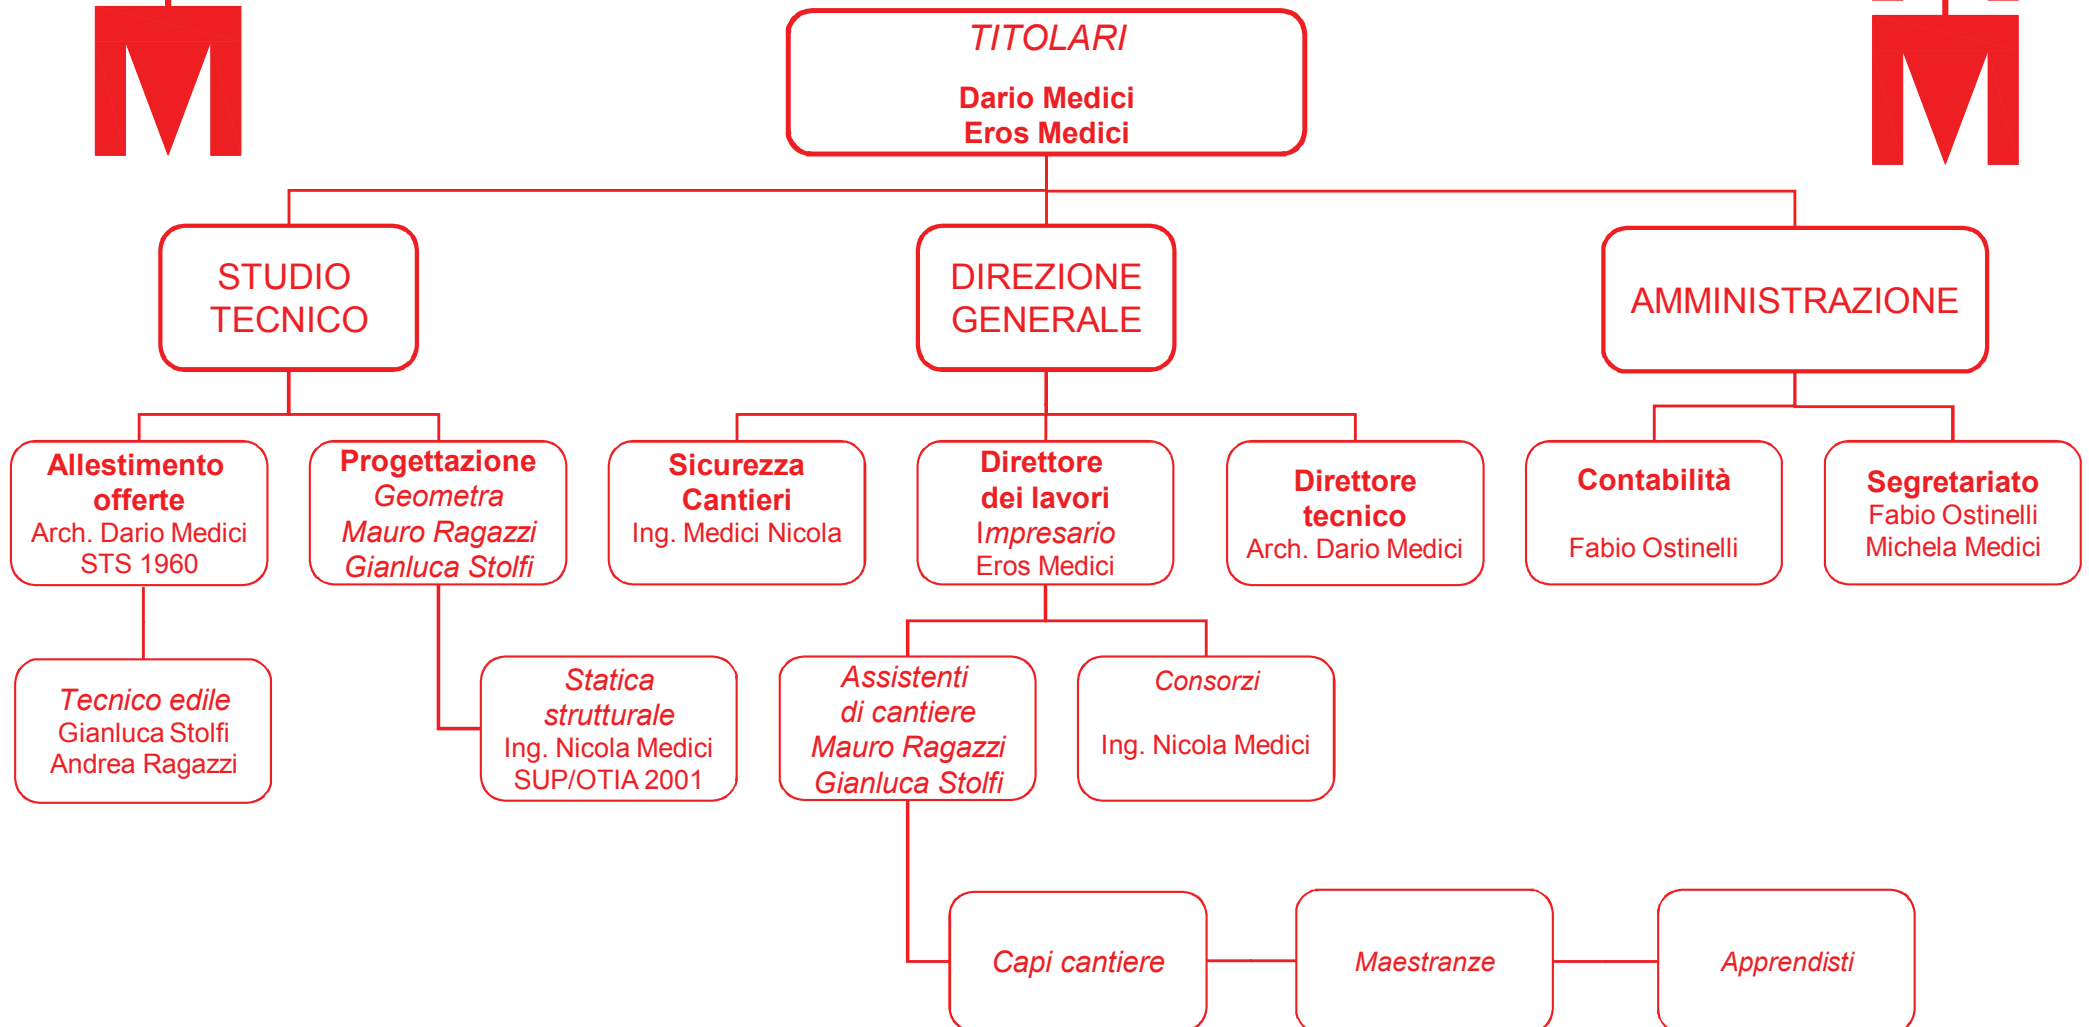 TITOLARI
Dario Medici
Eros Medici
STUDIO
TECNICO
DIREZIONE
GENERALE
AMMINISTRAZIONE
Allestimento
offerte
Arch. Dario Medici
STS 1960
Progettazione
Geometra
Mauro Ragazzi
Gianluca Stolfi
Sicurezza
Cantieri
Ing. Medici Nicola
Direttore
dei lavori
Impresario
Eros Medici
Direttore
tecnico
Arch. Dario Medici
Contabilità
Fabio Ostinelli
Segretariato
Fabio Ostinelli
Michela Medici
Tecnico edile
Gianluca Stolfi
Andrea Ragazzi
Statica
strutturale
Ing. Nicola Medici
SUP/OTIA 2001
Assistenti
di cantiere
Mauro Ragazzi
Gianluca Stolfi
Consorzi
Ing. Nicola Medici
Capi cantiere
Maestranze
Apprendisti